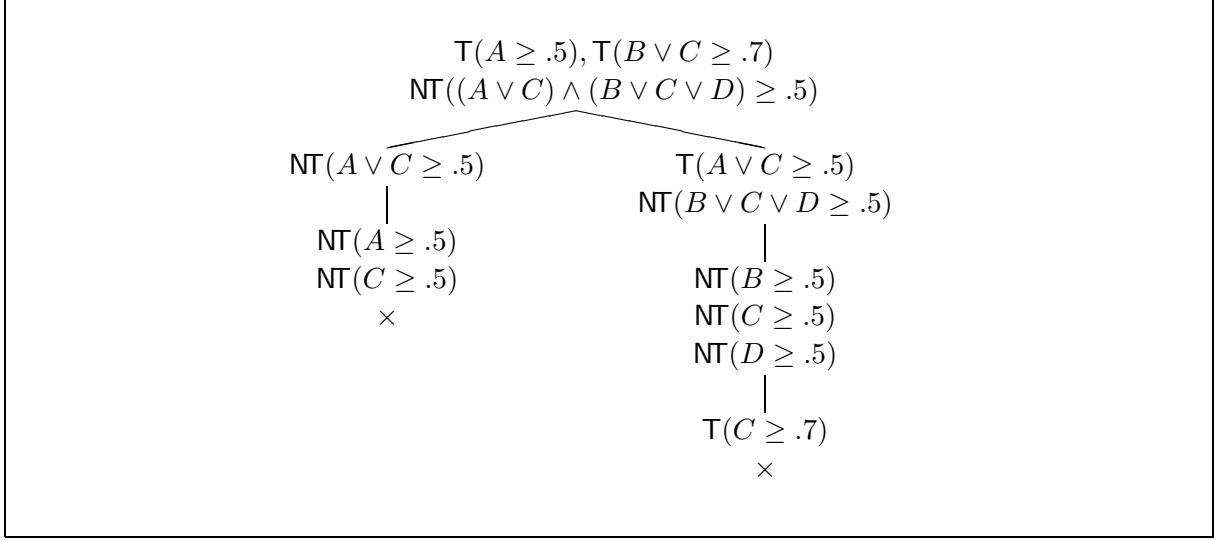 T(A ≥ .5), T(B ∨ C ≥ .7)
NT((A ∨ C) ∧ (B ∨ C ∨ D) ≥ .5)
NT(A ∨ C ≥ .5)
NT(A ≥ .5)
NT(C ≥ .5)
×
T(A ∨ C ≥ .5)
NT(B ∨ C ∨ D ≥ .5)
NT(B ≥ .5)
NT(C ≥ .5)
NT(D ≥ .5)
T(C ≥ .7)
×